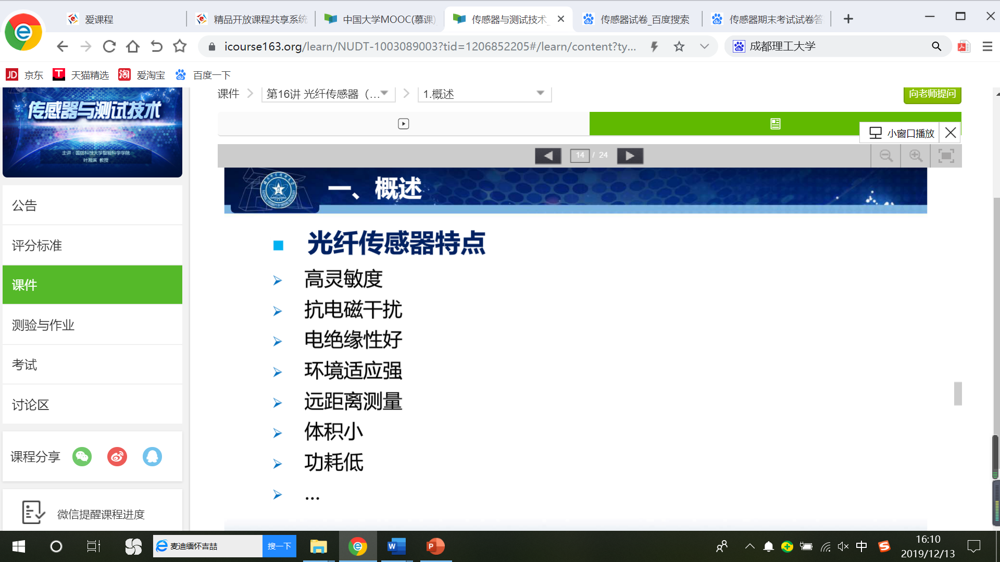 爱课程
精品开放课程共享系统
中国大学MOOC(慕课)
传感器与测试技术_
传感器试卷_百度搜索
传感器期末考试试卷答
icourse163.org/learn/NUDT-1003089003?tid=1206852205#/learn/content?ty...
成都理工大学
JD 京东
T 天猫精选
淘 爱淘宝
百度一下
课件
第16讲 光纤传感器（...
1.概述
向老师提问
传感器与测试技术
主讲：国防科技大学智能科学学院
叶湘滨 教授
小窗口播放
14 / 24
一、概述
公告
评分标准
课件
测验与作业
考试
讨论区
课程分享
微信提醒课程进度
光纤传感器特点
高灵敏度
抗电磁干扰
电绝缘性好
环境适应强
远距离测量
体积小
功耗低
...
麦迪缅怀吉喆
搜一下
中
16:10
2019/12/13